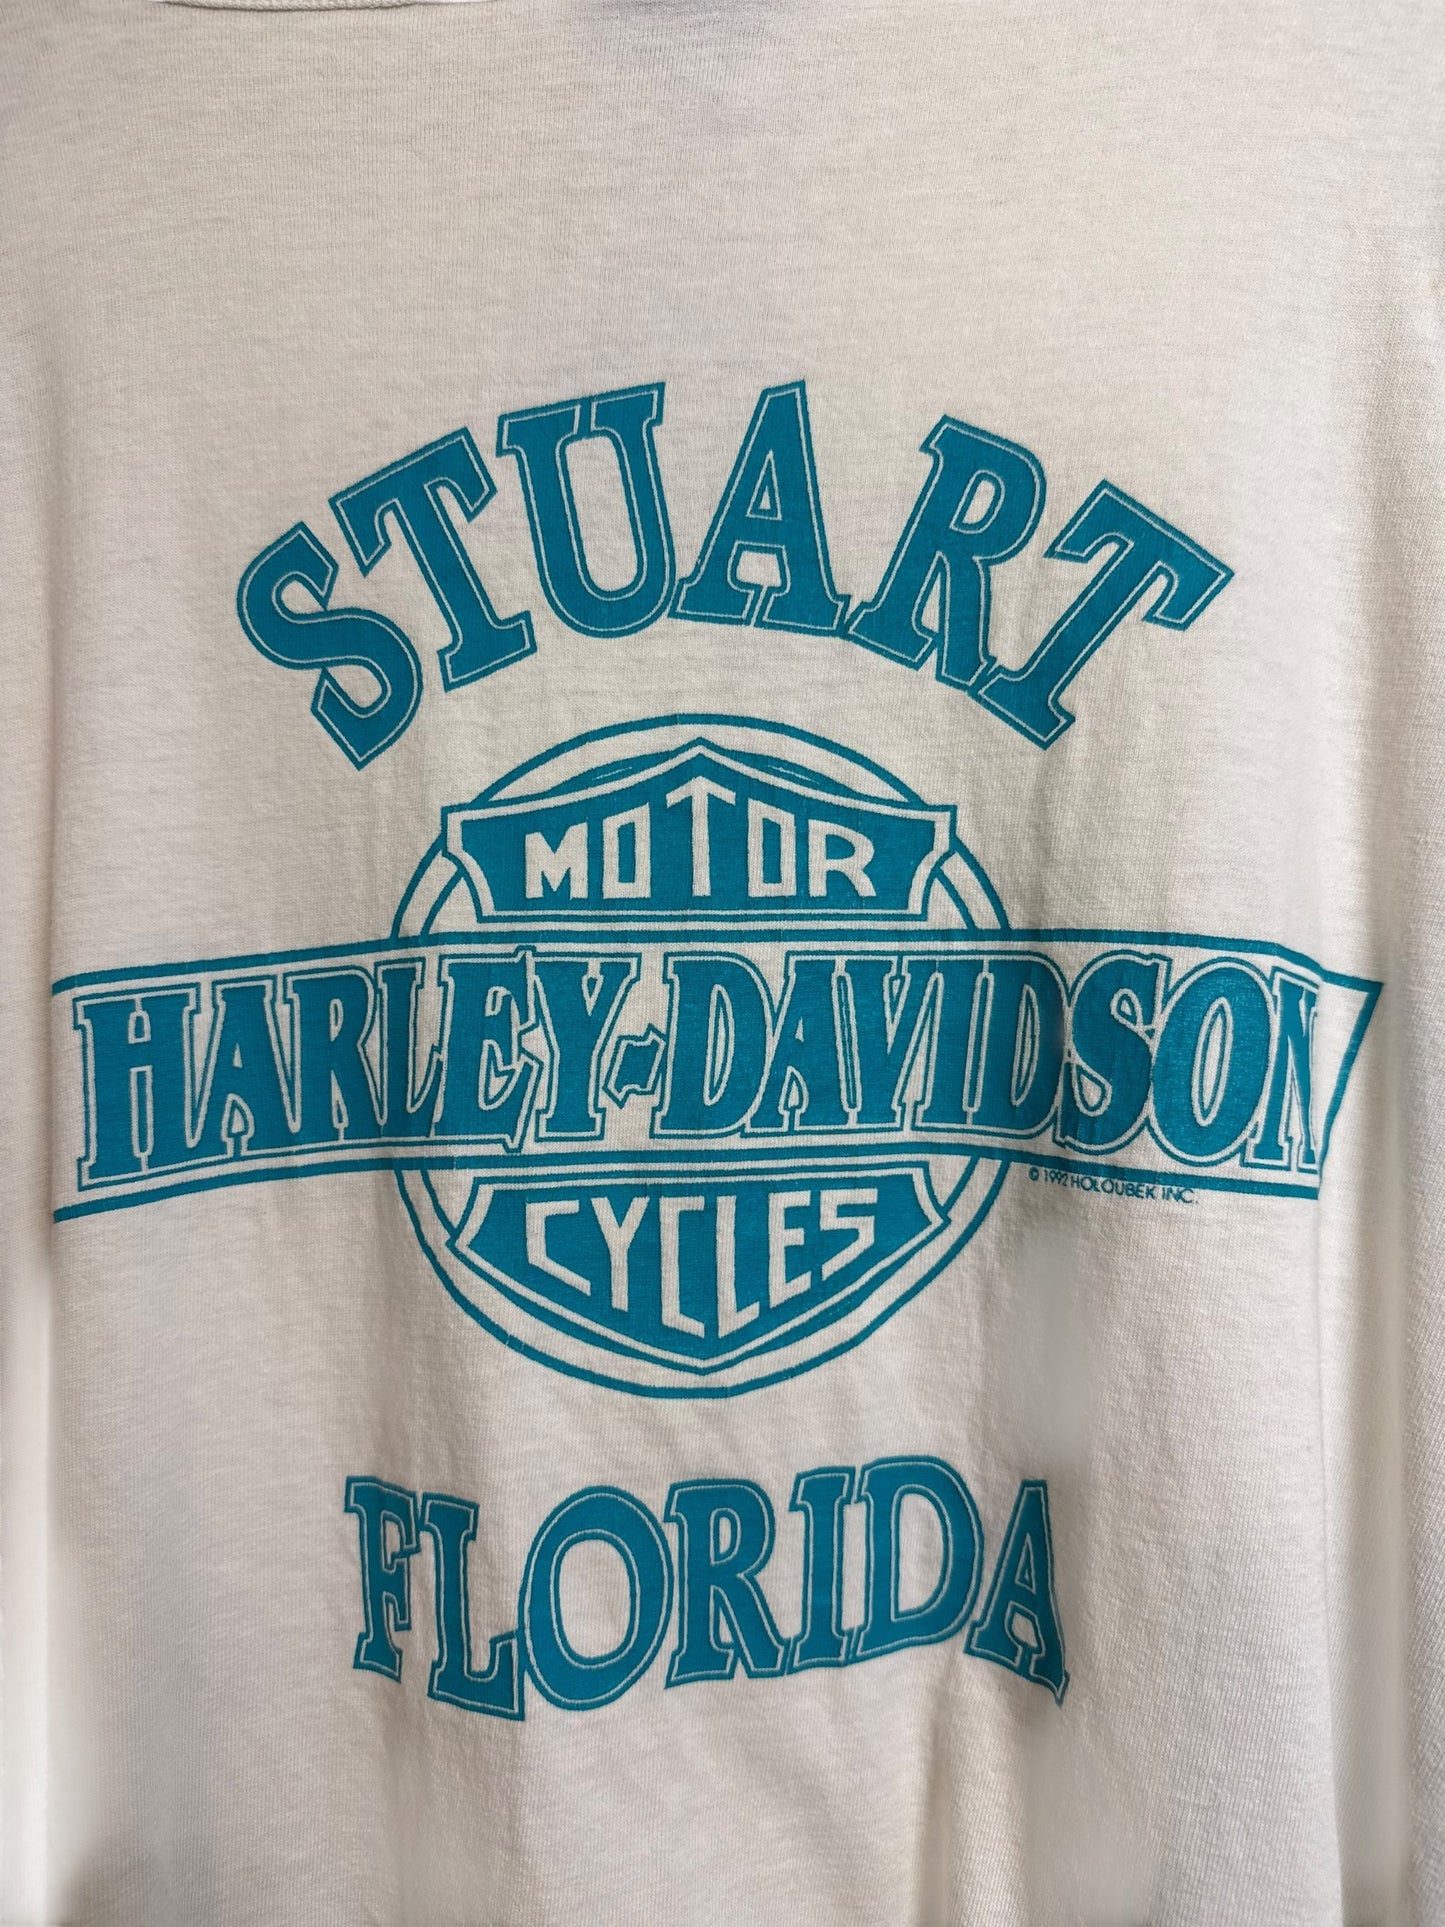 STUART
MOTOR
HARLEY-DAVIDSON
© 1992 HOLOUBEK INC.
CYCLES
FLORIDA